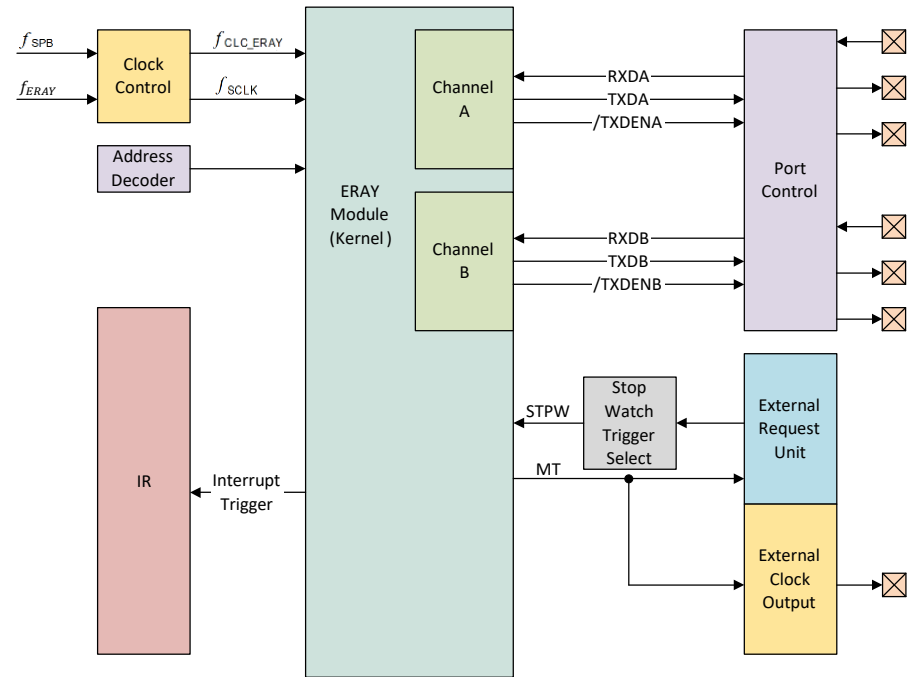 fSPB
fERAY
Clock
Control
fCLC_ERAY
fSCLK
Address
Decoder
ERAY
Module
(Kernel)
Channel
A
RXDA
TXDA
/TXDENA
Channel
B
RXDB
TXDB
/TXDENB
Port
Control
IR
Interrupt
Trigger
STPW
MT
Stop
Watch
Trigger
Select
External
Request
Unit
External
Clock
Output